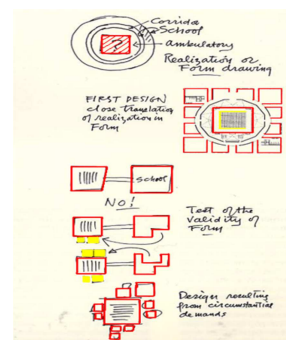 Corridor
School
?
ambulatory
Realization or
Form drawing
FIRST DESIGN
close translation
of realization in
Form
School
NO!
Test of the
Validity of
Form
Design resulting
from circumstantial
demands